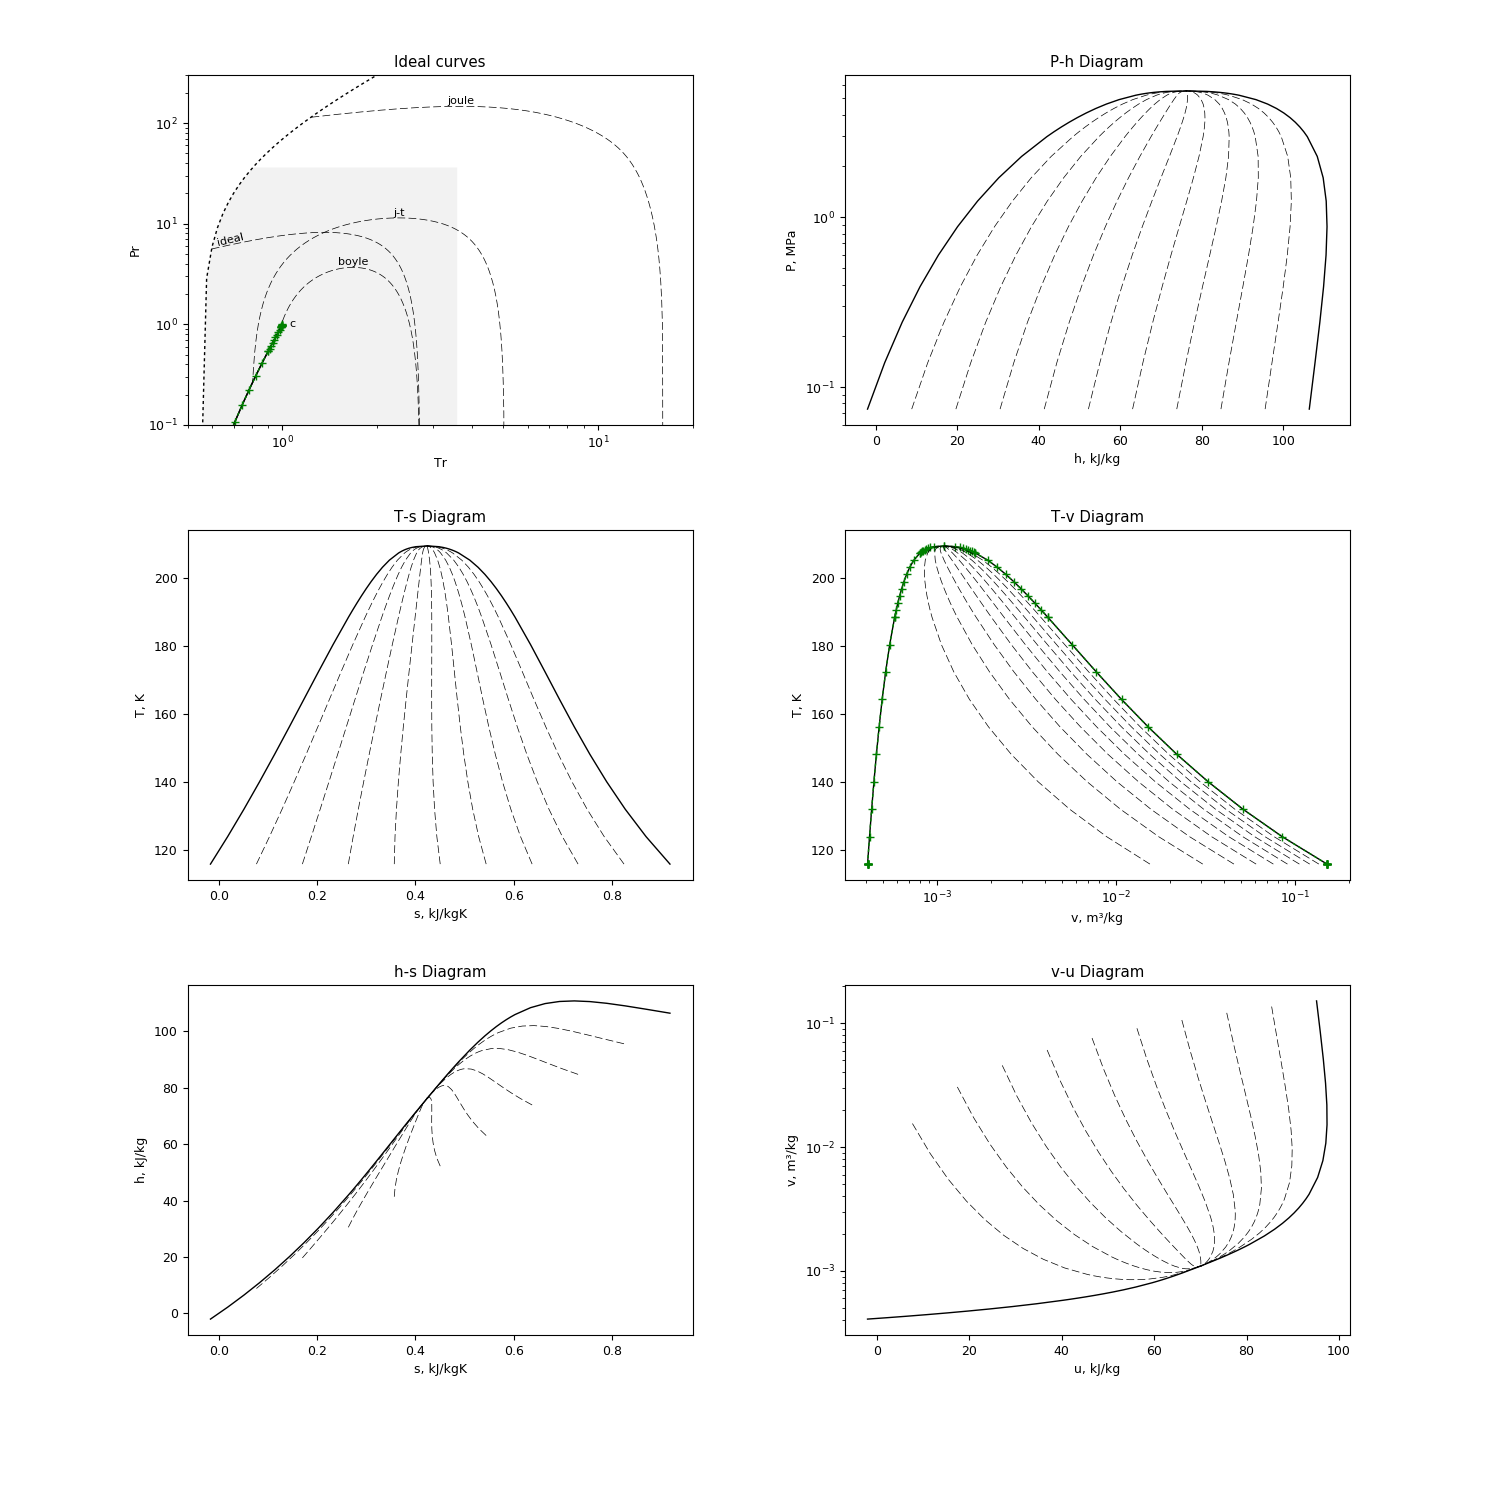 Ideal curves
Pr
10²
10¹
10⁰
10⁻¹
joule
j-t
ideal
boyle
c
10⁰ 10¹
Tr
P-h Diagram
P, MPa
10⁰
10⁻¹
0 20 40 60 80 100
h, kJ/kg
T-s Diagram
T, K
200
180
160
140
120
0.0 0.2 0.4 0.6 0.8
s, kJ/kgK
T-v Diagram
T, K
200
180
160
140
120
10⁻³ 10⁻² 10⁻¹
v, m³/kg
h-s Diagram
h, kJ/kg
100
80
60
40
20
0
0.0 0.2 0.4 0.6 0.8
s, kJ/kgK
v-u Diagram
v, m³/kg
10⁻¹
10⁻²
10⁻³
0 20 40 60 80 100
u, kJ/kg